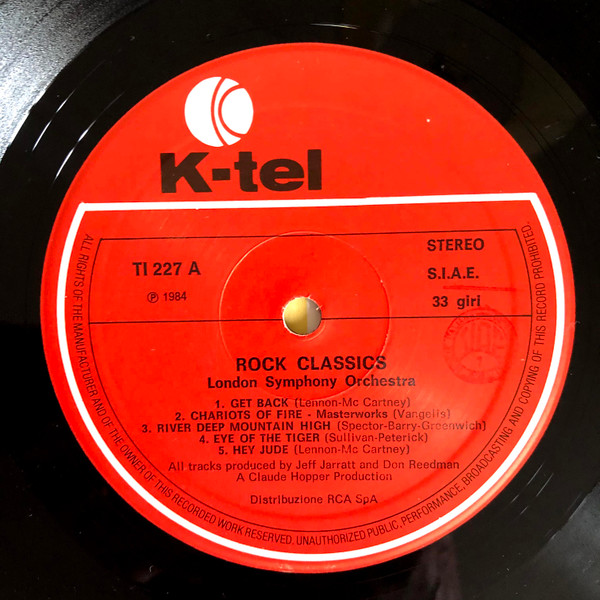 K-tel
TI 227 A
℗ 1984
STEREO
S.I.A.E.
33 giri
ROCK CLASSICS
London Symphony Orchestra
1. GET BACK (Lennon-Mc Cartney)
2. CHARIOTS OF FIRE - Masterworks (Vangelis)
3. RIVER DEEP MOUNTAIN HIGH (Spector-Barry-Greenwich)
4. EYE OF THE TIGER (Sullivan-Peterick)
5. HEY JUDE (Lennon-Mc Cartney)
All tracks produced by Jeff Jarratt and Don Reedman
A Claude Hopper Production
Distribuzione RCA SpA
ALL RIGHTS OF THE MANUFACTURER AND OF THE OWNER OF THIS RECORDED WORK RESERVED. UNAUTHORIZED PUBLIC, PERFORMANCE, BROADCASTING AND COPYING OF THIS RECORD PROHIBITED.